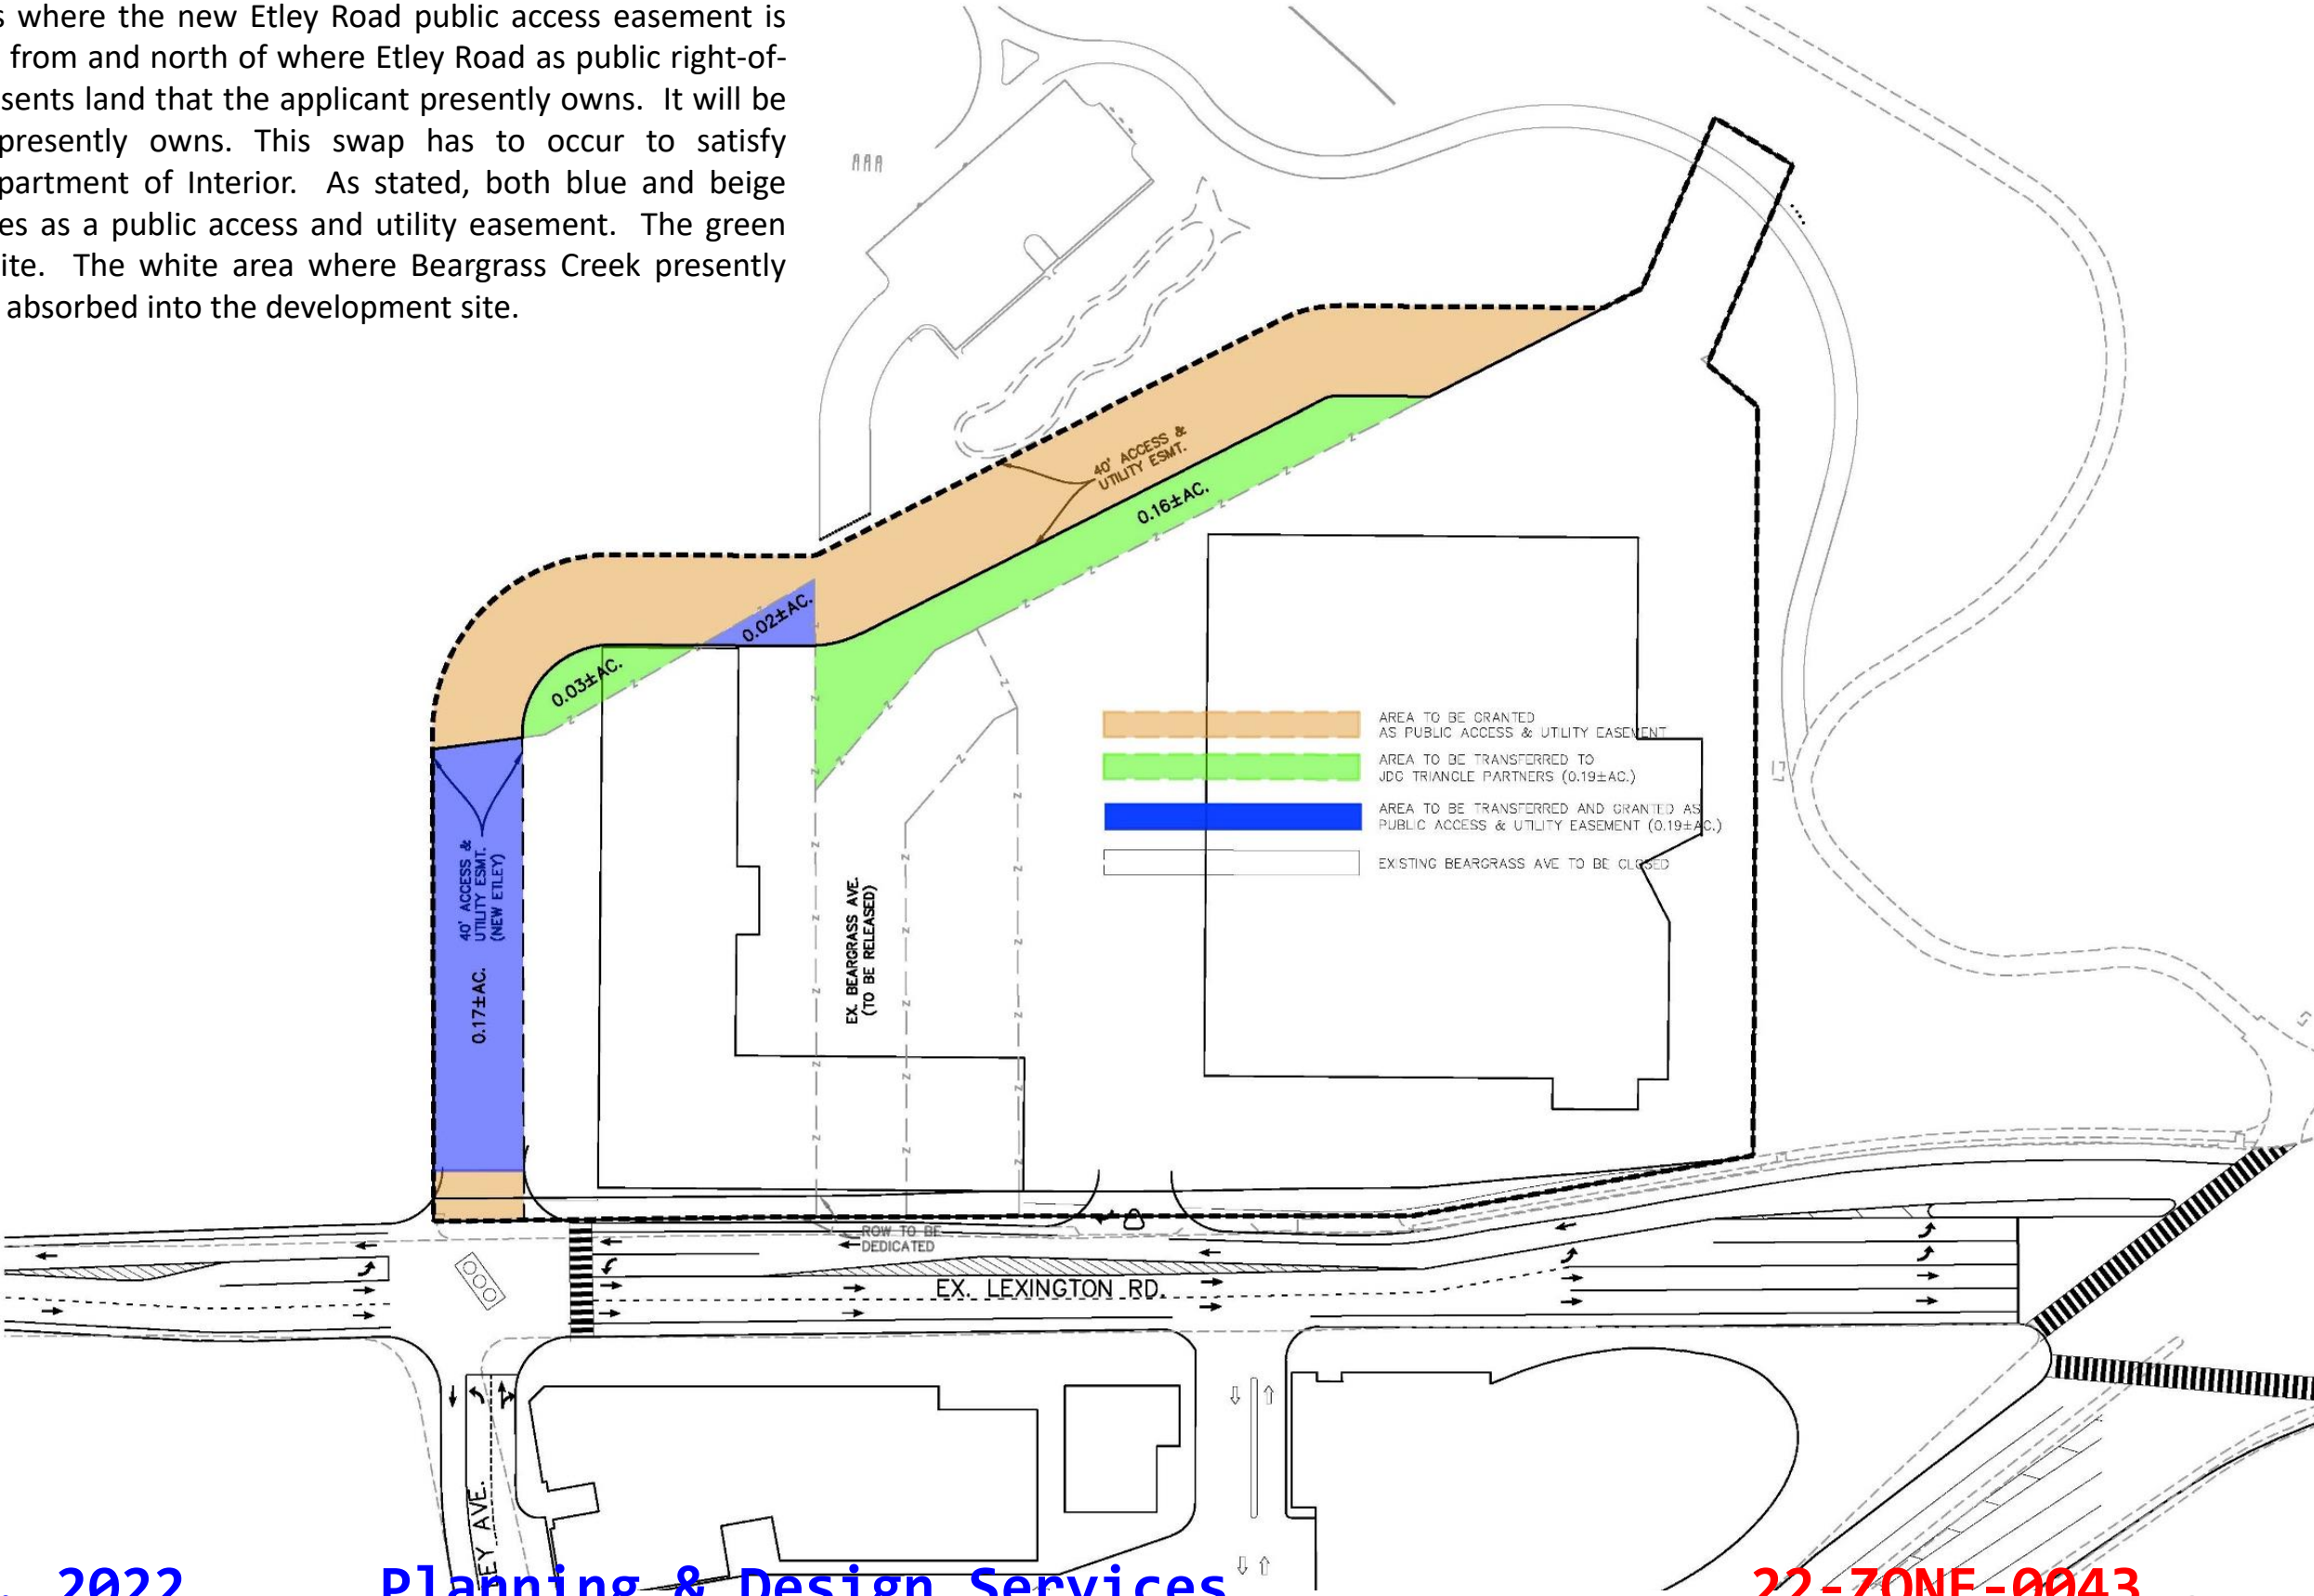 s where the new Etley Road public access easement is
from and north of where Etley Road as public right-of-
sents land that the applicant presently owns. It will be
presently owns. This swap has to occur to satisfy
partment of Interior. As stated, both blue and beige
es as a public access and utility easement. The green
ite. The white area where Beargrass Creek presently
absorbed into the development site.
40' ACCESS &
UTILITY ESMT.
0.16±AC.
0.02±AC.
0.03±AC.
AREA TO BE GRANTED
AS PUBLIC ACCESS & UTILITY EASEMENT
AREA TO BE TRANSFERRED TO
JDG TRIANGLE PARTNERS (0.19±AC.)
AREA TO BE TRANSFERRED AND GRANTED AS
PUBLIC ACCESS & UTILITY EASEMENT (0.19±AC.)
EXISTING BEARGRASS AVE TO BE CLOSED
40' ACCESS &
UTILITY ESMT.
(NEW ETLEY)
0.17±AC.
EX. BEARGRASS AVE.
(TO BE RELEASED)
ROW TO BE
DEDICATED
EX. LEXINGTON RD.
EY AVE.
2022
Planning & Design Services
22-ZONE-0043